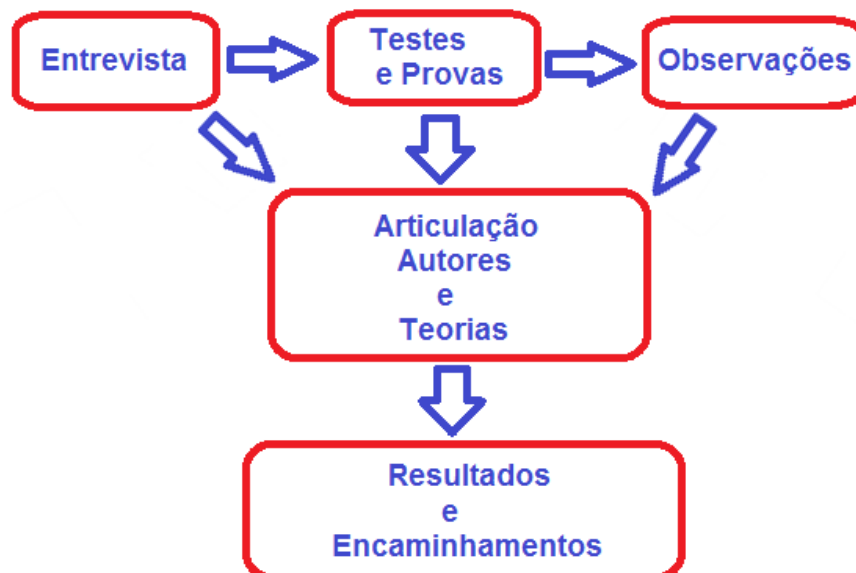 Entrevista
Testes
e Provas
Observações
Articulação
Autores
e
Teorias
Resultados
e
Encaminhamentos